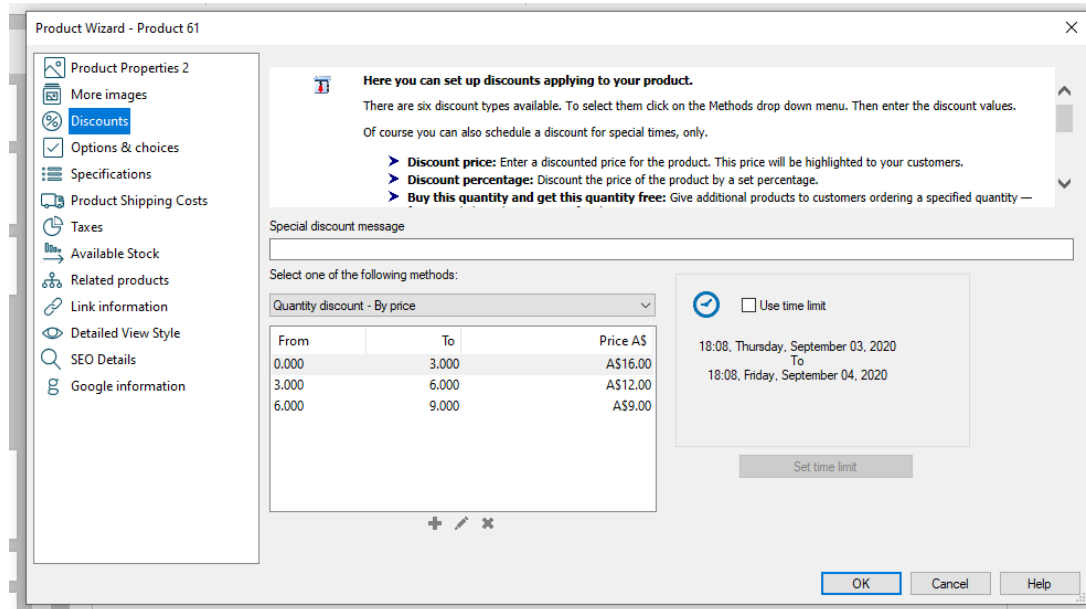 Product Wizard - Product 61
Product Properties 2
More images
Discounts
Options & choices
Specifications
Product Shipping Costs
Taxes
Available Stock
Related products
Link information
Detailed View Style
SEO Details
Google information
Here you can set up discounts applying to your product.
There are six discount types available. To select them click on the Methods drop down menu. Then enter the discount values.
Of course you can also schedule a discount for special times, only.
Discount price: Enter a discounted price for the product. This price will be highlighted to your customers.
Discount percentage: Discount the price of the product by a set percentage.
Buy this quantity and get this quantity free: Give additional products to customers ordering a specified quantity —
Special discount message
Select one of the following methods:
Quantity discount - By price
From To Price A$
0.000 3.000 A$16.00
3.000 6.000 A$12.00
6.000 9.000 A$9.00
Use time limit
18:08, Thursday, September 03, 2020
To
18:08, Friday, September 04, 2020
Set time limit
OK Cancel Help